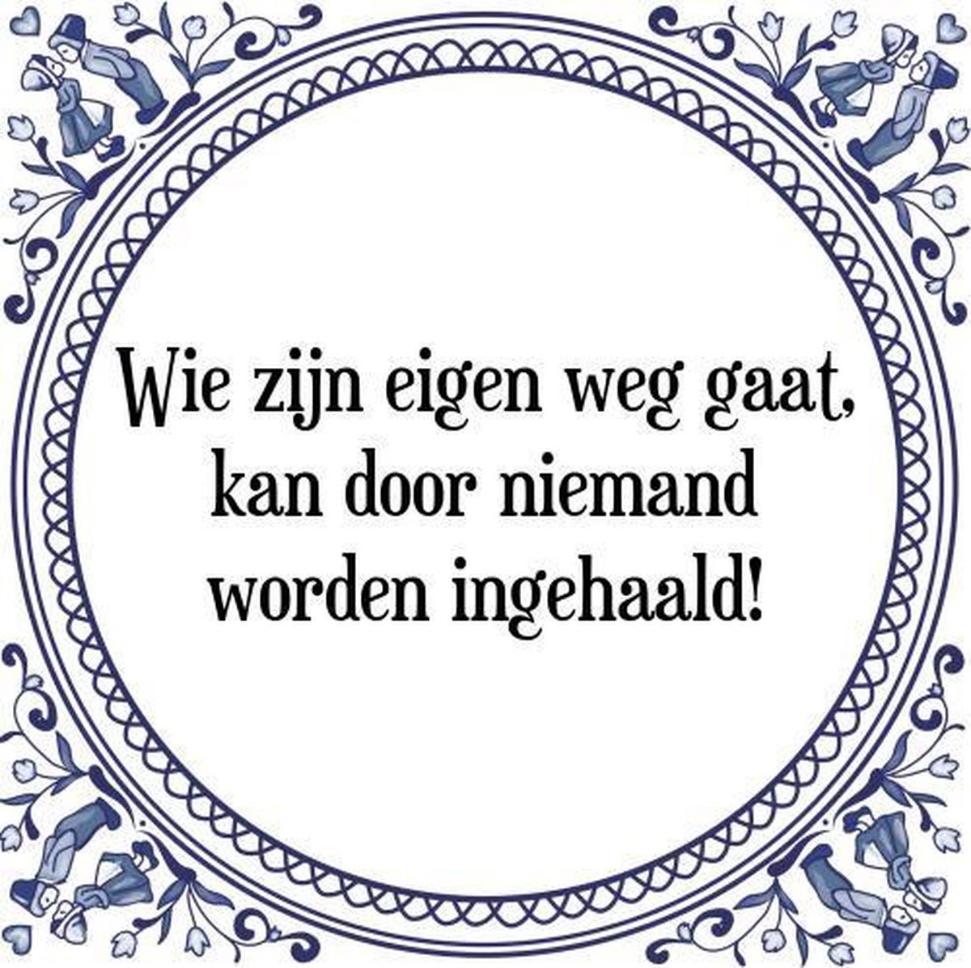 Wie zijn eigen weg gaat,
kan door niemand
worden ingehaald!